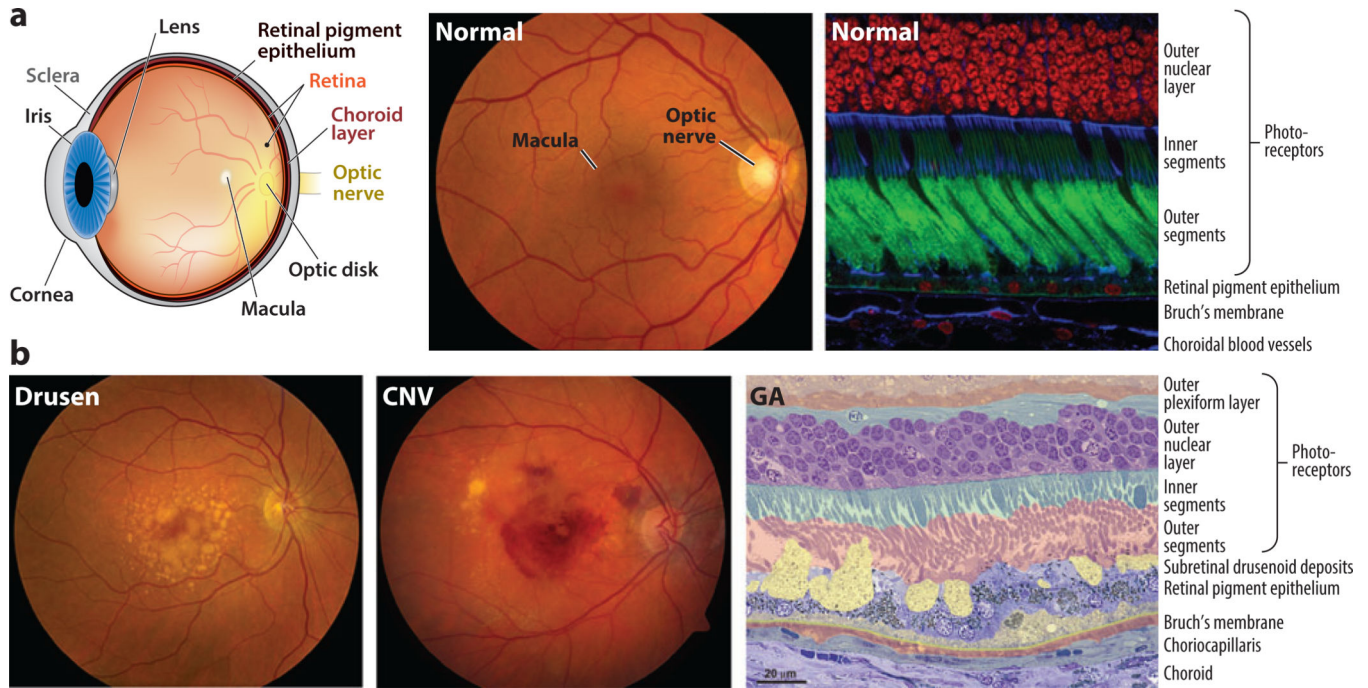 a
Lens
Retinal pigment
epithelium
Sclera
Retina
Iris
Choroid
layer
Optic
nerve
Optic disk
Cornea
Macula
Normal
Macula
Optic
nerve
Normal
Outer
nuclear
layer
Inner
segments
Photo-
receptors
Outer
segments
Retinal pigment epithelium
Bruch's membrane
Choroidal blood vessels
b
Drusen
CNV
GA
20 μm
Outer
plexiform layer
Outer
nuclear
layer
Photo-
receptors
Inner
segments
Outer
segments
Subretinal drusenoid deposits
Retinal pigment epithelium
Bruch's membrane
Choriocapillaris
Choroid